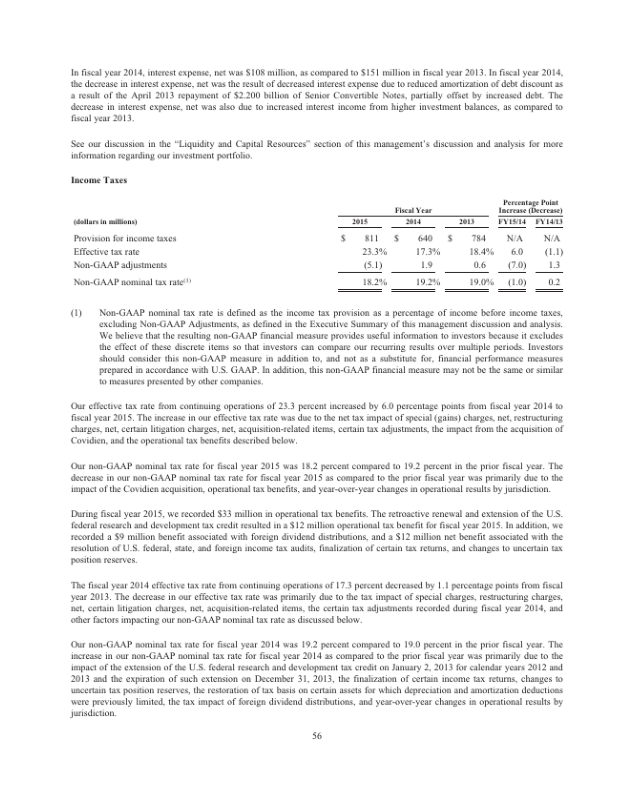 In fiscal year 2014, interest expense, net was $108 million, as compared to $151 million in fiscal year 2013. In fiscal year 2014,
the decrease in interest expense, net was the result of decreased interest expense due to reduced amortization of debt discount as
a result of the April 2013 repayment of $2.200 billion of Senior Convertible Notes, partially offset by increased debt. The
decrease in interest expense, net was also due to increased interest income from higher investment balances, as compared to
fiscal year 2013.
See our discussion in the “Liquidity and Capital Resources” section of this management’s discussion and analysis for more
information regarding our investment portfolio.
Income Taxes
Fiscal Year Percentage Point
Increase (Decrease)
(dollars in millions) 2015 2014 2013 FY15/14 FY14/13
Provision for income taxes $ 811 $ 640 $ 784 N/A N/A
Effective tax rate 23.3% 17.3% 18.4% 6.0 (1.1)
Non-GAAP adjustments (5.1) 1.9 0.6 (7.0) 1.3
Non-GAAP nominal tax rate(1) 18.2% 19.2% 19.0% (1.0) 0.2
(1) Non-GAAP nominal tax rate is defined as the income tax provision as a percentage of income before income taxes,
excluding Non-GAAP Adjustments, as defined in the Executive Summary of this management discussion and analysis.
We believe that the resulting non-GAAP financial measure provides useful information to investors because it excludes
the effect of these discrete items so that investors can compare our recurring results over multiple periods. Investors
should consider this non-GAAP measure in addition to, and not as a substitute for, financial performance measures
prepared in accordance with U.S. GAAP. In addition, this non-GAAP financial measure may not be the same or similar
to measures presented by other companies.
Our effective tax rate from continuing operations of 23.3 percent increased by 6.0 percentage points from fiscal year 2014 to
fiscal year 2015. The increase in our effective tax rate was due to the net tax impact of special (gains) charges, net, restructuring
charges, net, certain litigation charges, net, acquisition-related items, certain tax adjustments, the impact from the acquisition of
Covidien, and the operational tax benefits described below.
Our non-GAAP nominal tax rate for fiscal year 2015 was 18.2 percent compared to 19.2 percent in the prior fiscal year. The
decrease in our non-GAAP nominal tax rate for fiscal year 2015 as compared to the prior fiscal year was primarily due to the
impact of the Covidien acquisition, operational tax benefits, and year-over-year changes in operational results by jurisdiction.
During fiscal year 2015, we recorded $33 million in operational tax benefits. The retroactive renewal and extension of the U.S.
federal research and development tax credit resulted in a $12 million operational tax benefit for fiscal year 2015. In addition, we
recorded a $9 million benefit associated with foreign dividend distributions, and a $12 million net benefit associated with the
resolution of U.S. federal, state, and foreign income tax audits, finalization of certain tax returns, and changes to uncertain tax
position reserves.
The fiscal year 2014 effective tax rate from continuing operations of 17.3 percent decreased by 1.1 percentage points from fiscal
year 2013. The decrease in our effective tax rate was primarily due to the tax impact of special charges, restructuring charges,
net, certain litigation charges, net, acquisition-related items, the certain tax adjustments recorded during fiscal year 2014, and
other factors impacting our non-GAAP nominal tax rate as discussed below.
Our non-GAAP nominal tax rate for fiscal year 2014 was 19.2 percent compared to 19.0 percent in the prior fiscal year. The
increase in our non-GAAP nominal tax rate for fiscal year 2014 as compared to the prior fiscal year was primarily due to the
impact of the extension of the U.S. federal research and development tax credit on January 2, 2013 for calendar years 2012 and
2013 and the expiration of such extension on December 31, 2013, the finalization of certain income tax returns, changes to
uncertain tax position reserves, the restoration of tax basis on certain assets for which depreciation and amortization deductions
were previously limited, the tax impact of foreign dividend distributions, and year-over-year changes in operational results by
jurisdiction.
56